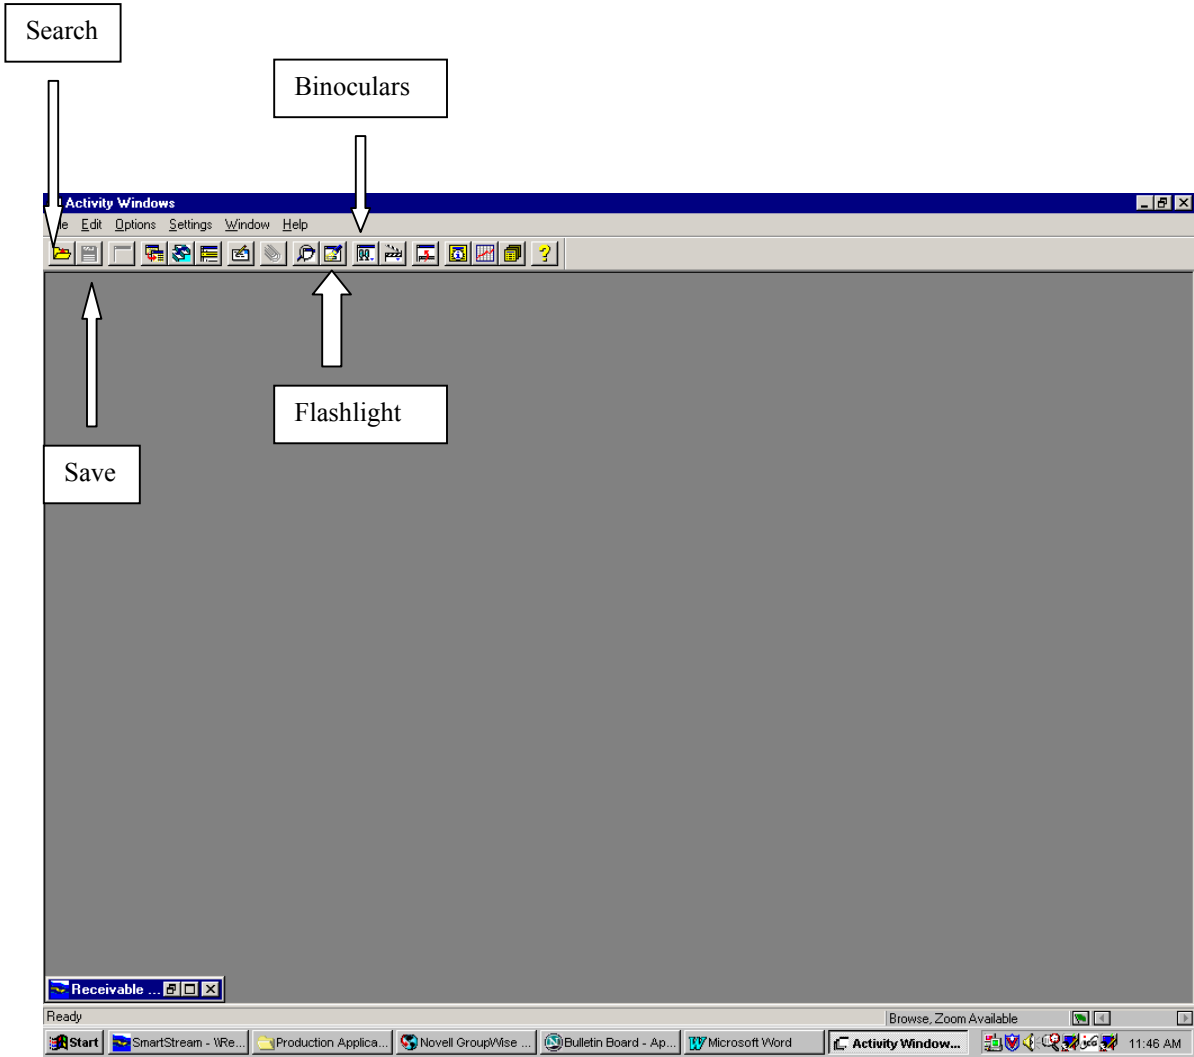 Search
Binoculars
Activity Windows
Edit Options Settings Window Help
Flashlight
Save
Receivable ...
Ready
Browse, Zoom Available
Start
SmartStream - \\Re...
Production Applica...
Novell GroupWise ...
Bulletin Board - Ap...
Microsoft Word
Activity Window...
11:46 AM